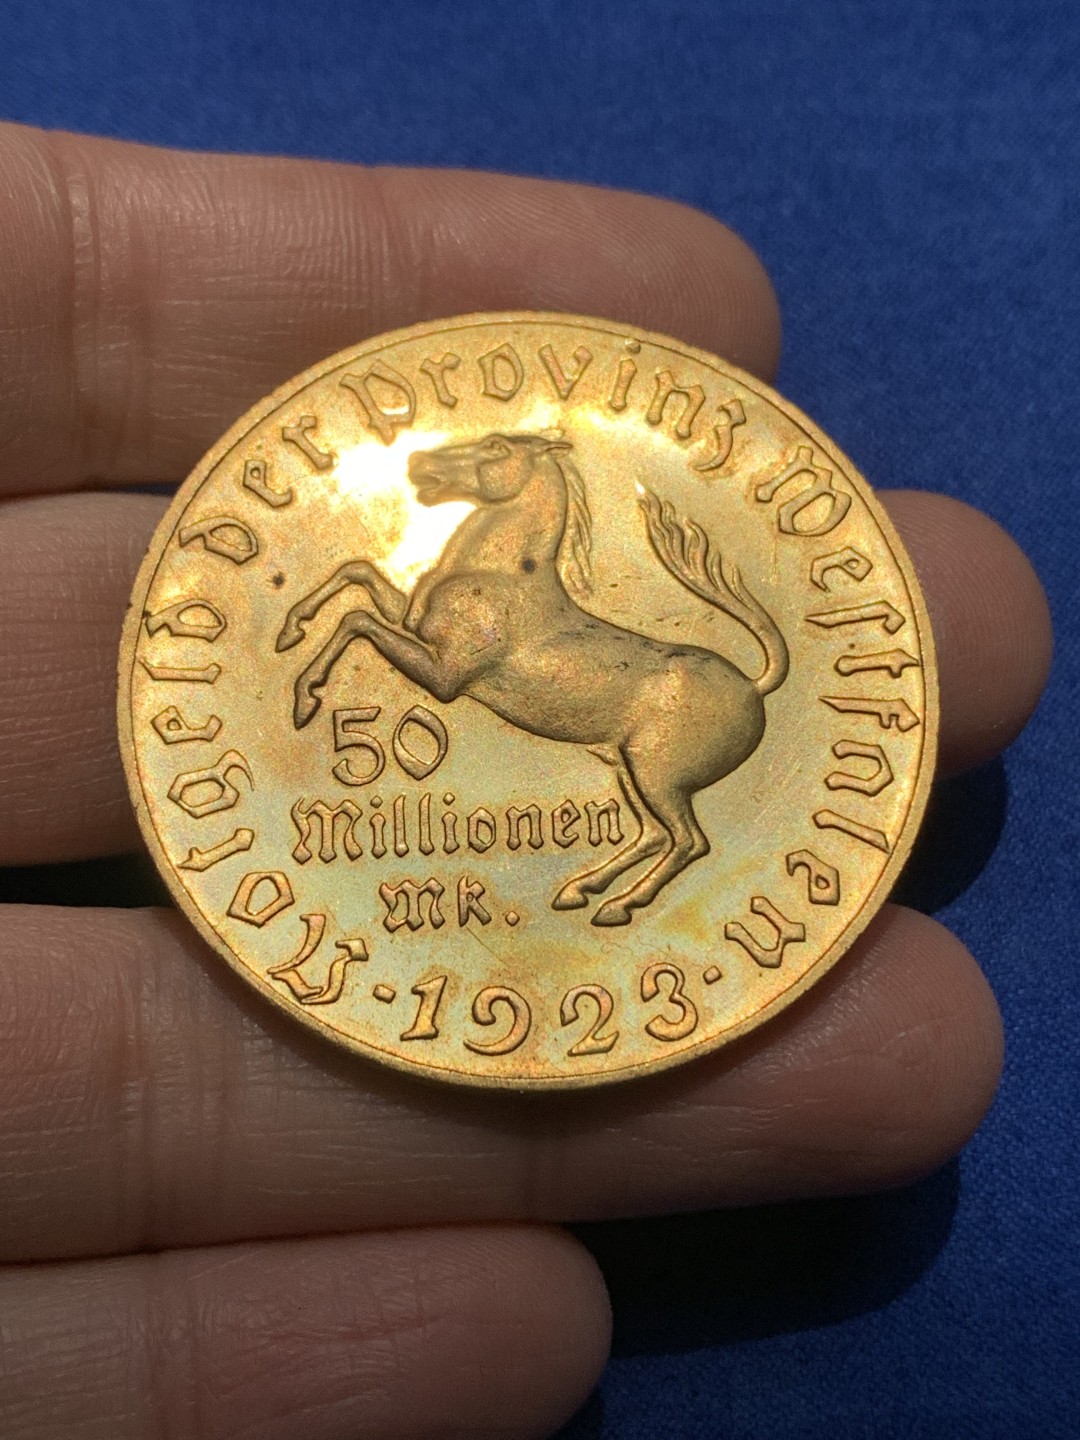 Notgeld der Provinz Westfalen
50
Millionen
Mk.
·1923·